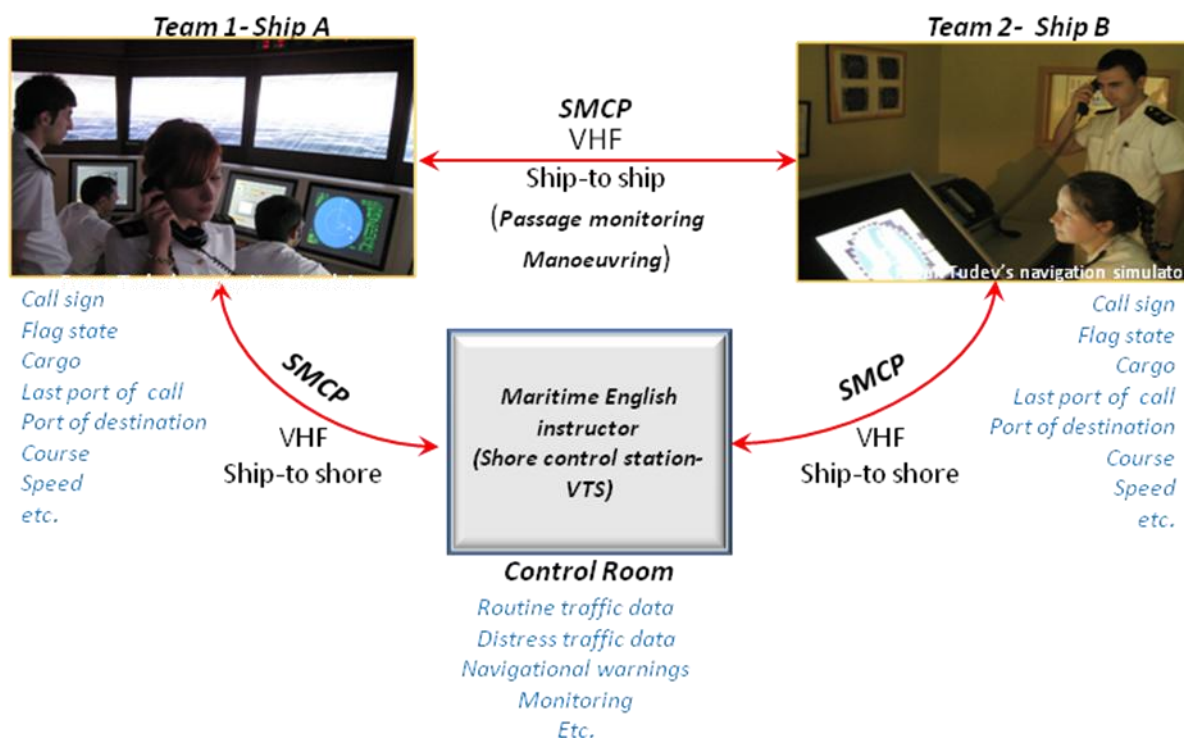 Team 1- Ship A
Team 2- Ship B
SMCP
VHF
Ship-to ship
(Passage monitoring
Manoeuvring)
Tudev's navigation simulato
Call sign
Flag state
Cargo
Last port of call
Port of destination
Course
Speed
etc.
SMCP
VHF
Ship-to shore
Maritime English
instructor
(Shore control station-
VTS)
SMCP
VHF
Ship-to shore
Call sign
Flag state
Cargo
Last port of call
Port of destination
Course
Speed
etc.
Control Room
Routine traffic data
Distress traffic data
Navigational warnings
Monitoring
Etc.